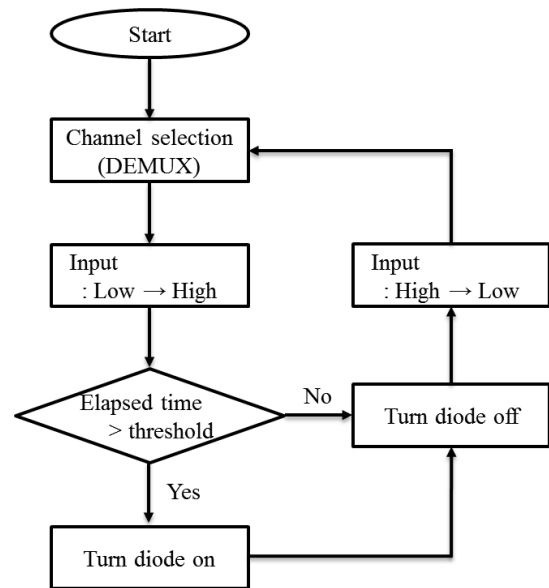 Start
Channel selection
(DEMUX)
Input
: Low → High
Input
: High → Low
Elapsed time
> threshold
No
Turn diode off
Yes
Turn diode on